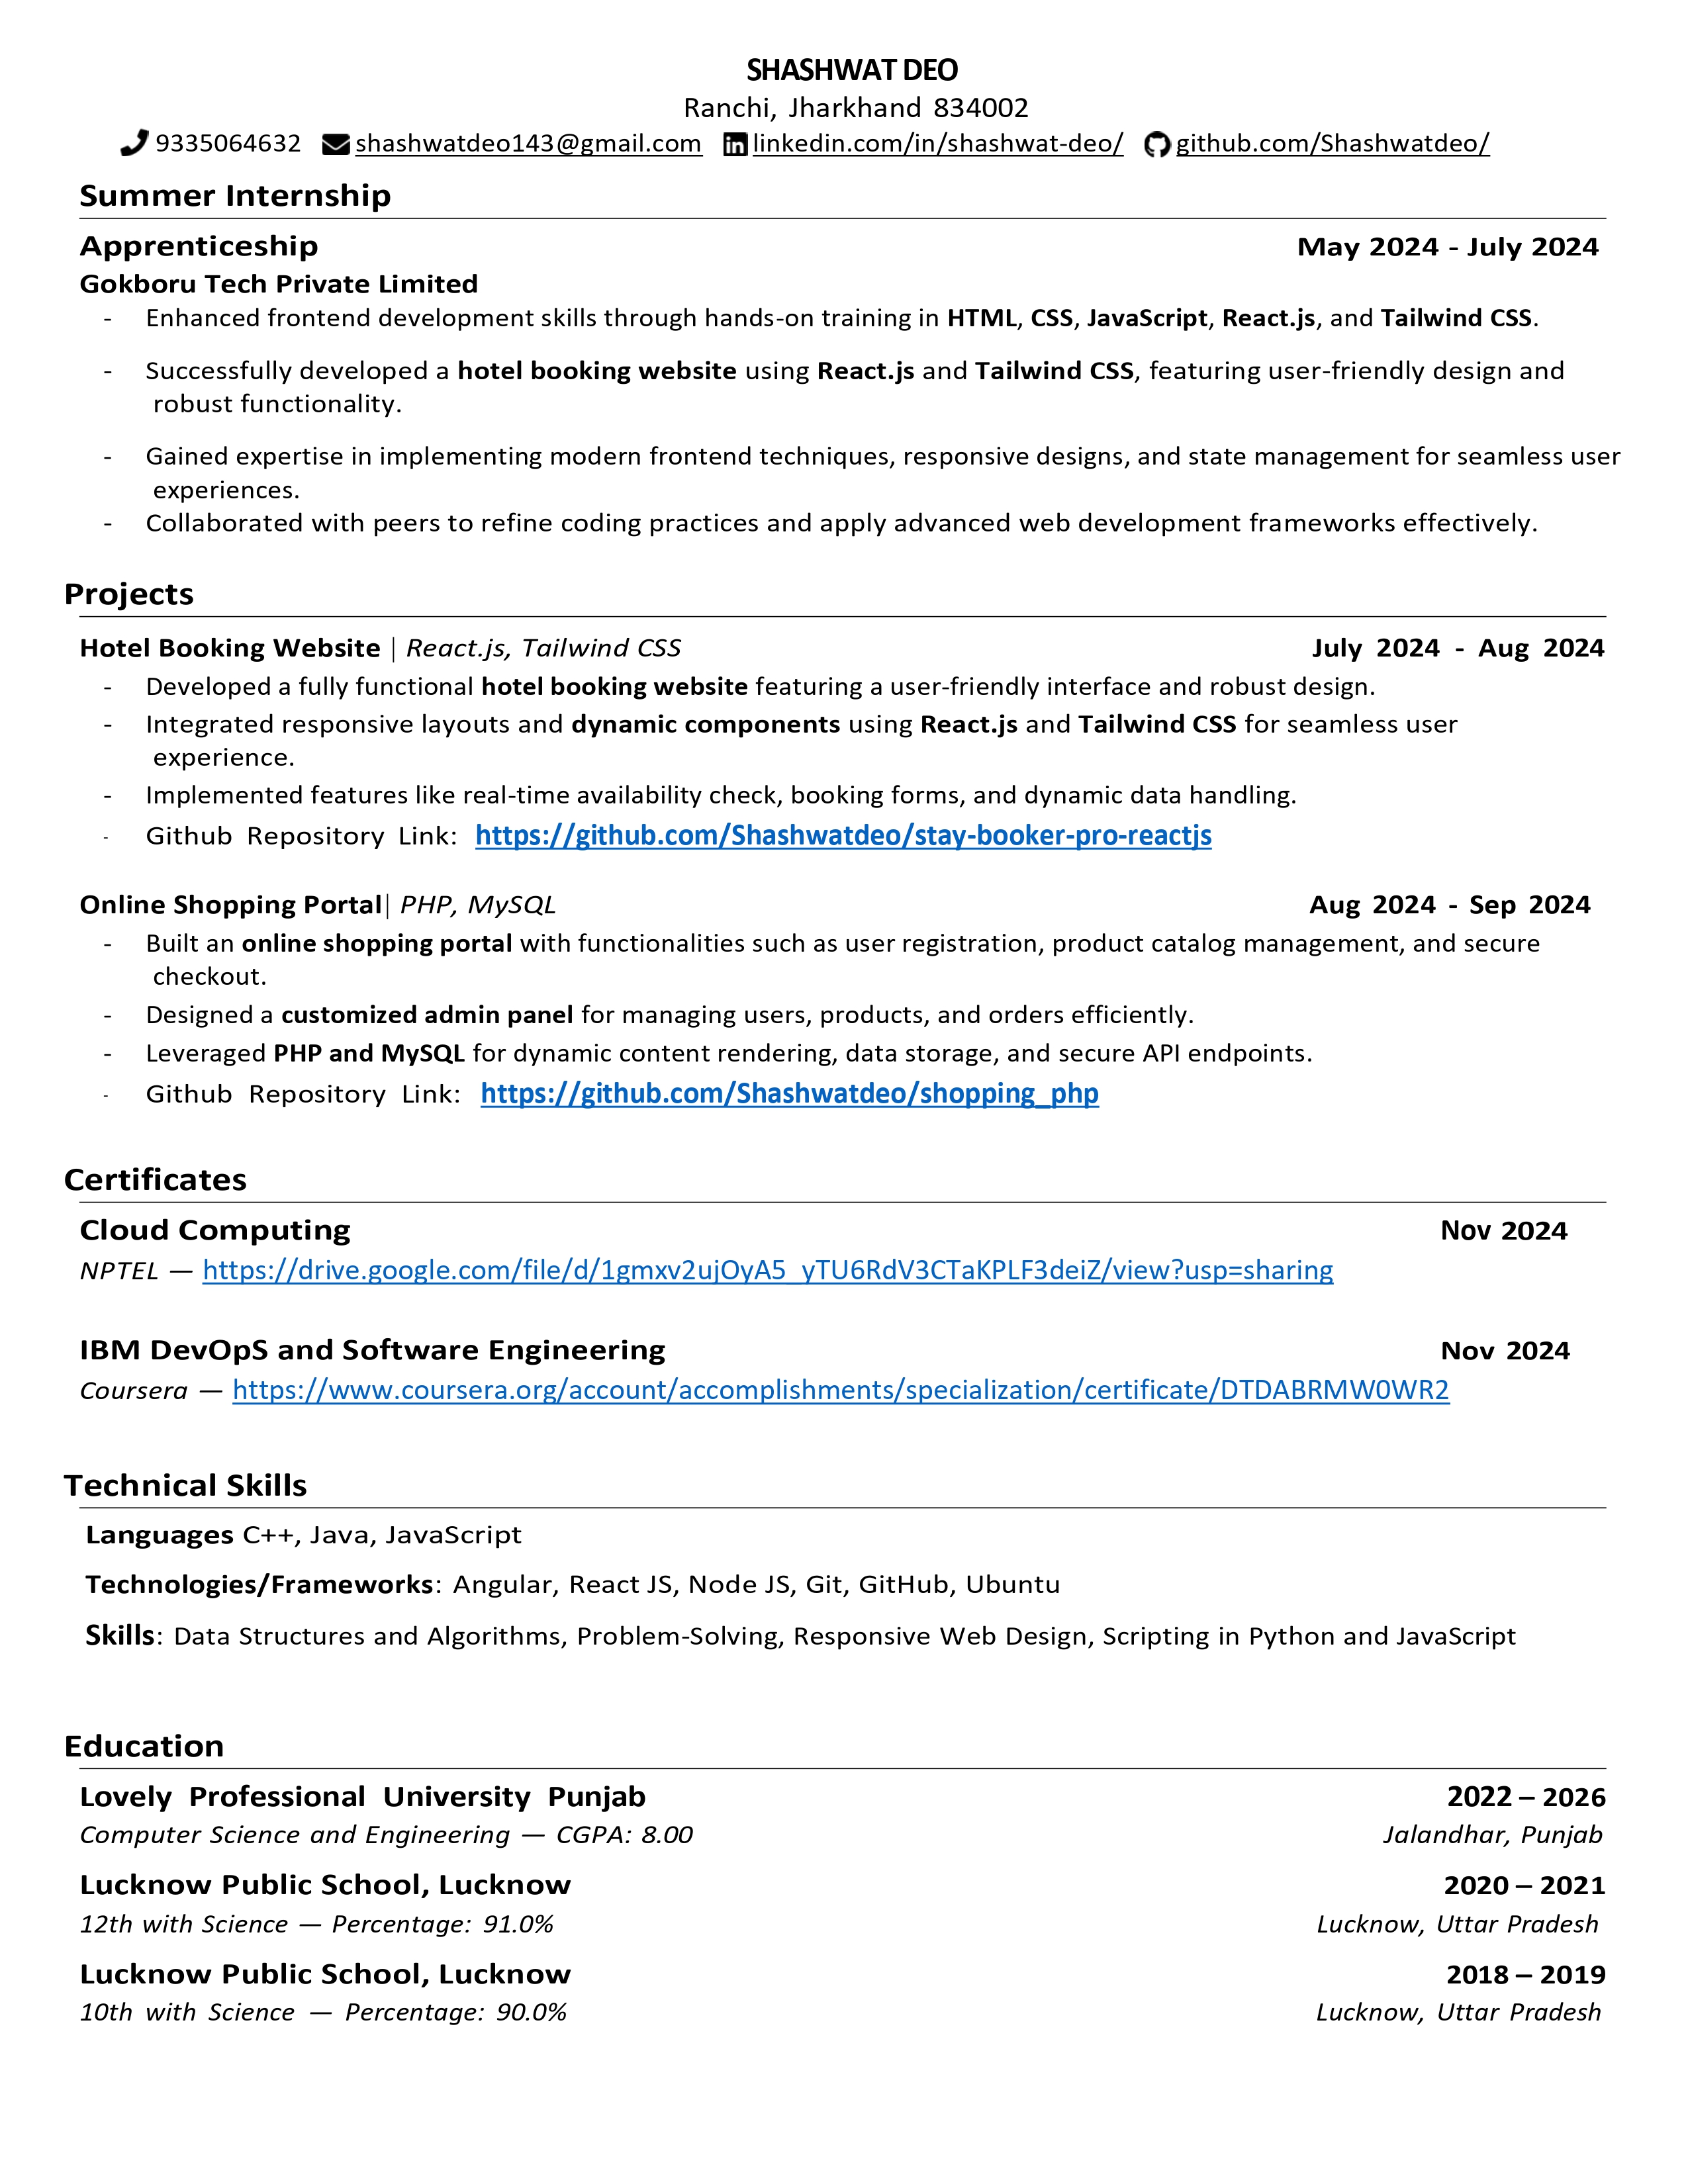 SHASHWAT DEO
Ranchi, Jharkhand 834002
9335064632 shashwatdeo143@gmail.com linkedin.com/in/shashwat-deo/ github.com/Shashwatdeo/
Summer Internship
Apprenticeship May 2024 - July 2024
Gokboru Tech Private Limited
- Enhanced frontend development skills through hands-on training in HTML, CSS, JavaScript, React.js, and Tailwind CSS.
- Successfully developed a hotel booking website using React.js and Tailwind CSS, featuring user-friendly design and
robust functionality.
- Gained expertise in implementing modern frontend techniques, responsive designs, and state management for seamless user
experiences.
- Collaborated with peers to refine coding practices and apply advanced web development frameworks effectively.
Projects
Hotel Booking Website | React.js, Tailwind CSS July 2024 - Aug 2024
- Developed a fully functional hotel booking website featuring a user-friendly interface and robust design.
- Integrated responsive layouts and dynamic components using React.js and Tailwind CSS for seamless user
experience.
- Implemented features like real-time availability check, booking forms, and dynamic data handling.
- Github Repository Link: https://github.com/Shashwatdeo/stay-booker-pro-reactjs
Online Shopping Portal| PHP, MySQL Aug 2024 - Sep 2024
- Built an online shopping portal with functionalities such as user registration, product catalog management, and secure
checkout.
- Designed a customized admin panel for managing users, products, and orders efficiently.
- Leveraged PHP and MySQL for dynamic content rendering, data storage, and secure API endpoints.
- Github Repository Link: https://github.com/Shashwatdeo/shopping_php
Certificates
Cloud Computing Nov 2024
NPTEL — https://drive.google.com/file/d/1gmxv2ujOyA5_yTU6RdV3CTaKPLF3deiZ/view?usp=sharing
IBM DevOpS and Software Engineering Nov 2024
Coursera — https://www.coursera.org/account/accomplishments/specialization/certificate/DTDABRMW0WR2
Technical Skills
Languages C++, Java, JavaScript
Technologies/Frameworks: Angular, React JS, Node JS, Git, GitHub, Ubuntu
Skills: Data Structures and Algorithms, Problem-Solving, Responsive Web Design, Scripting in Python and JavaScript
Education
Lovely Professional University Punjab 2022 – 2026
Computer Science and Engineering — CGPA: 8.00 Jalandhar, Punjab
Lucknow Public School, Lucknow 2020 – 2021
12th with Science — Percentage: 91.0% Lucknow, Uttar Pradesh
Lucknow Public School, Lucknow 2018 – 2019
10th with Science — Percentage: 90.0% Lucknow, Uttar Pradesh